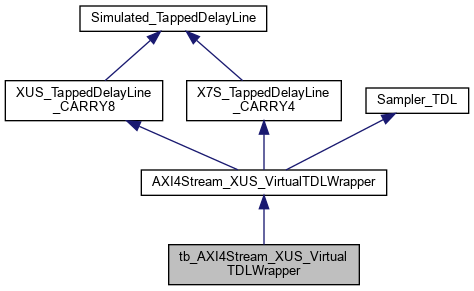 Simulated_TappedDelayLine
XUS_TappedDelayLine
_CARRY8
X7S_TappedDelayLine
_CARRY4
Sampler_TDL
AXI4Stream_XUS_VirtualTDLWrapper
tb_AXI4Stream_XUS_Virtual
TDLWrapper